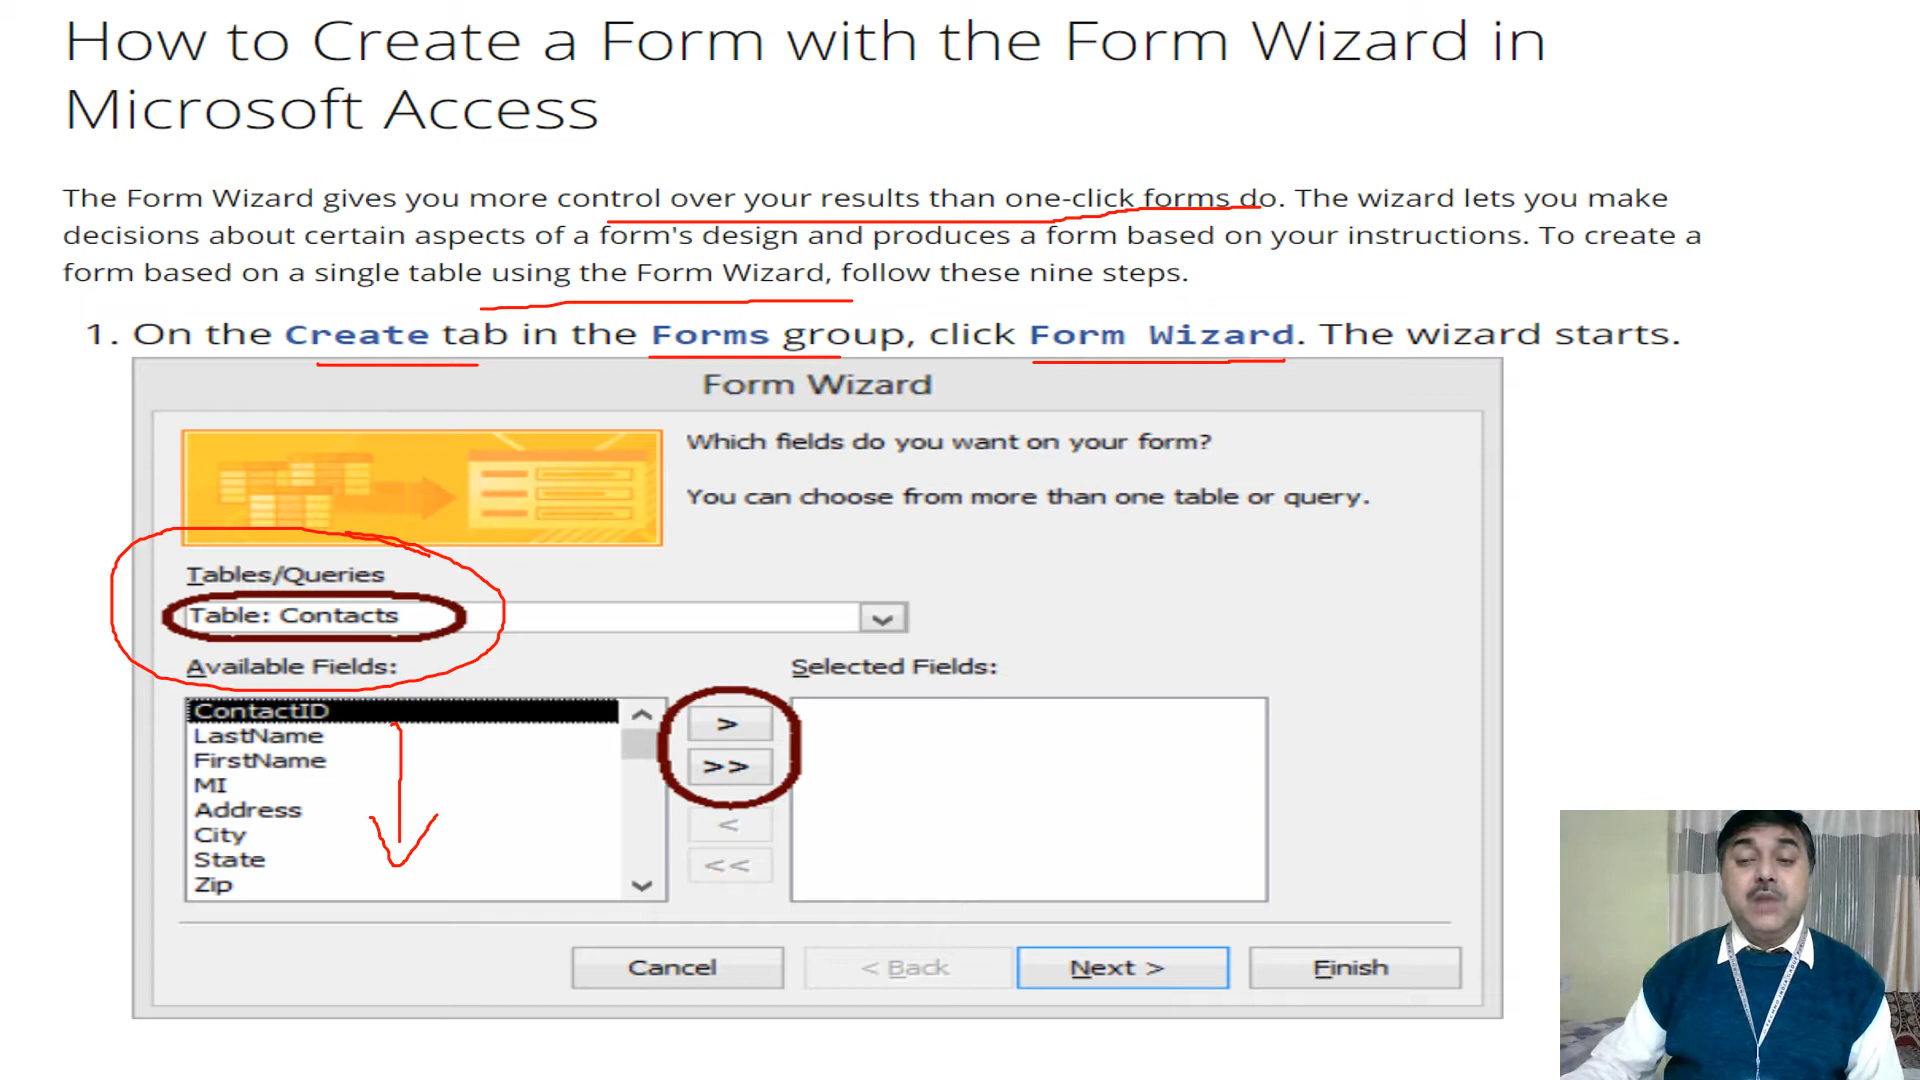 How to Create a Form with the Form Wizard in
Microsoft Access
The Form Wizard gives you more control over your results than one-click forms do. The wizard lets you make
decisions about certain aspects of a form's design and produces a form based on your instructions. To create a
form based on a single table using the Form Wizard, follow these nine steps.
1. On the Create tab in the Forms group, click Form Wizard. The wizard starts.
Form Wizard
Which fields do you want on your form?
You can choose from more than one table or query.
Tables/Queries
Table: Contacts
Available Fields:
Selected Fields:
ContactID
LastName
FirstName
MI
Address
City
State
Zip
>
>>
<
<<
Cancel
< Back
Next >
Finish